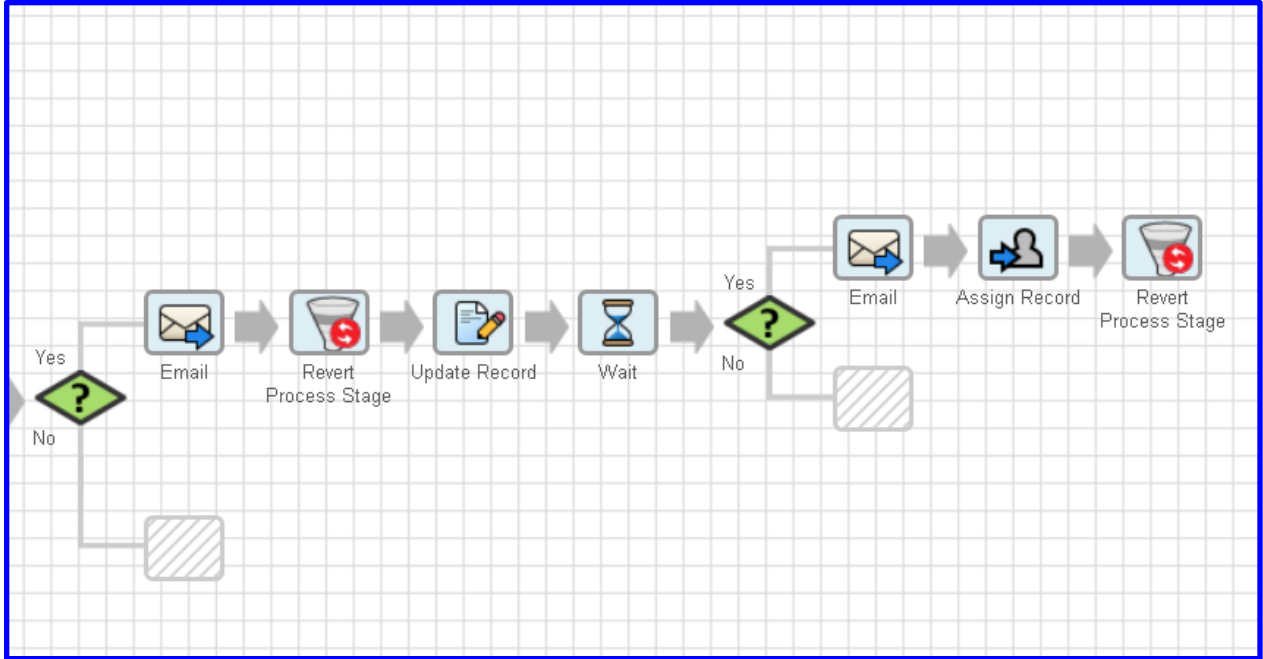 Yes
?
No
Email
Revert
Process Stage
Update Record
Wait
Yes
?
No
Email
Assign Record
Revert
Process Stage